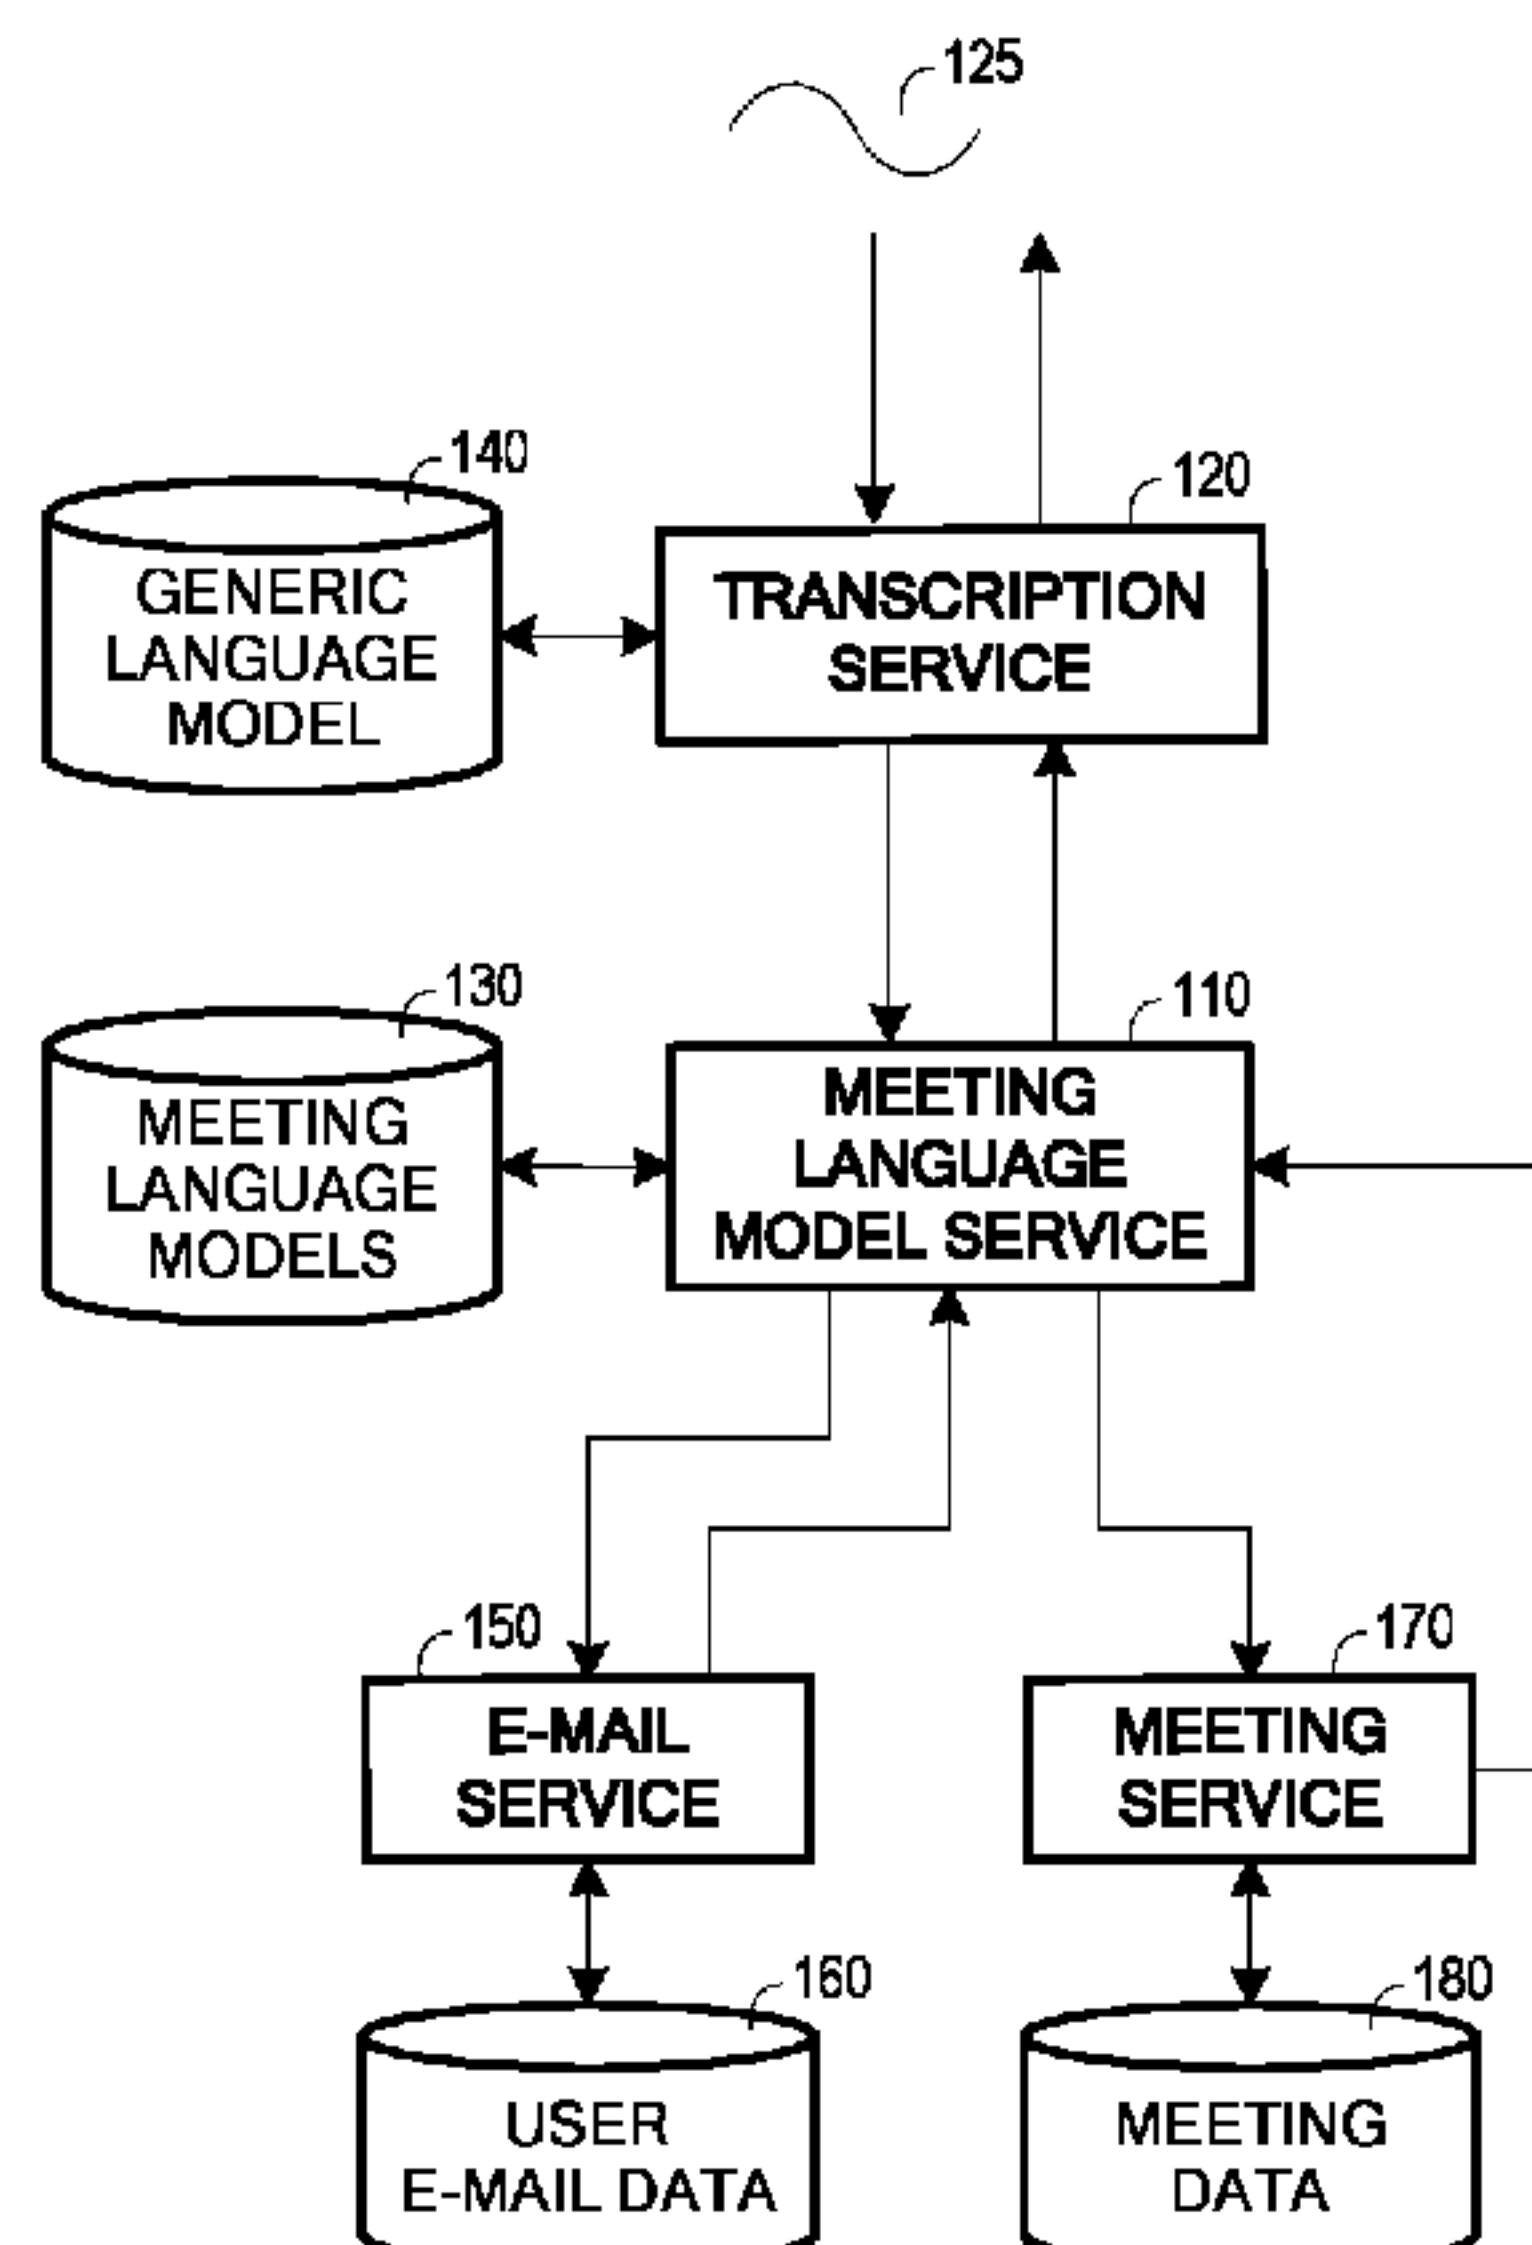 125
140
120
GENERIC
LANGUAGE
MODEL
TRANSCRIPTION
SERVICE
130
110
MEETING
LANGUAGE
MODELS
MEETING
LANGUAGE
MODEL SERVICE
150
170
E-MAIL
SERVICE
MEETING
SERVICE
160
180
USER
E-MAIL DATA
MEETING
DATA